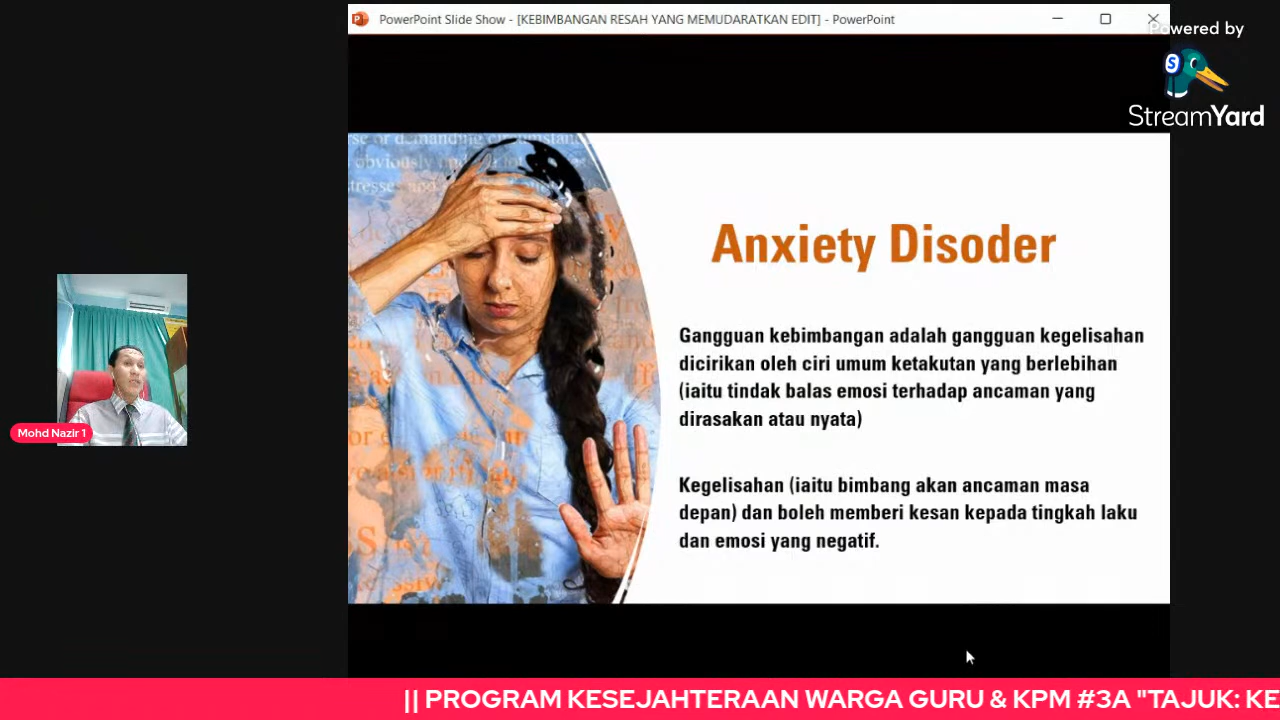 PowerPoint Slide Show - [KEBIMBANGAN RESAH YANG MEMUDARATKAN EDIT] - PowerPoint
Powered by
S
StreamYard
Anxiety Disoder
Gangguan kebimbangan adalah gangguan kegelisahan
dicirikan oleh ciri umum ketakutan yang berlebihan
(iaitu tindak balas emosi terhadap ancaman yang
dirasakan atau nyata)
Kegelisahan (iaitu bimbang akan ancaman masa
depan) dan boleh memberi kesan kepada tingkah laku
dan emosi yang negatif.
Mohd Nazir 1
|| PROGRAM KESEJAHTERAAN WARGA GURU & KPM #3A "TAJUK: KE